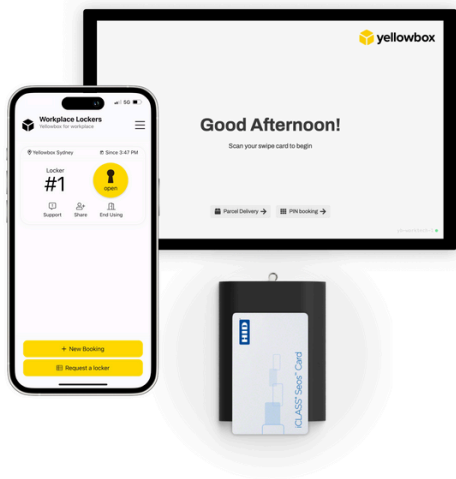 yellowbox
Good Afternoon!
Scan your swipe card to begin
Parcel Delivery → PIN booking →
5G
Workplace Lockers
Yellowbox for workplace
Yellowbox Sydney Since 3:47 PM
Locker
#1
open
Support Share End Using
+ New Booking
Request a locker
HID
iCLASS® Seos™ Card